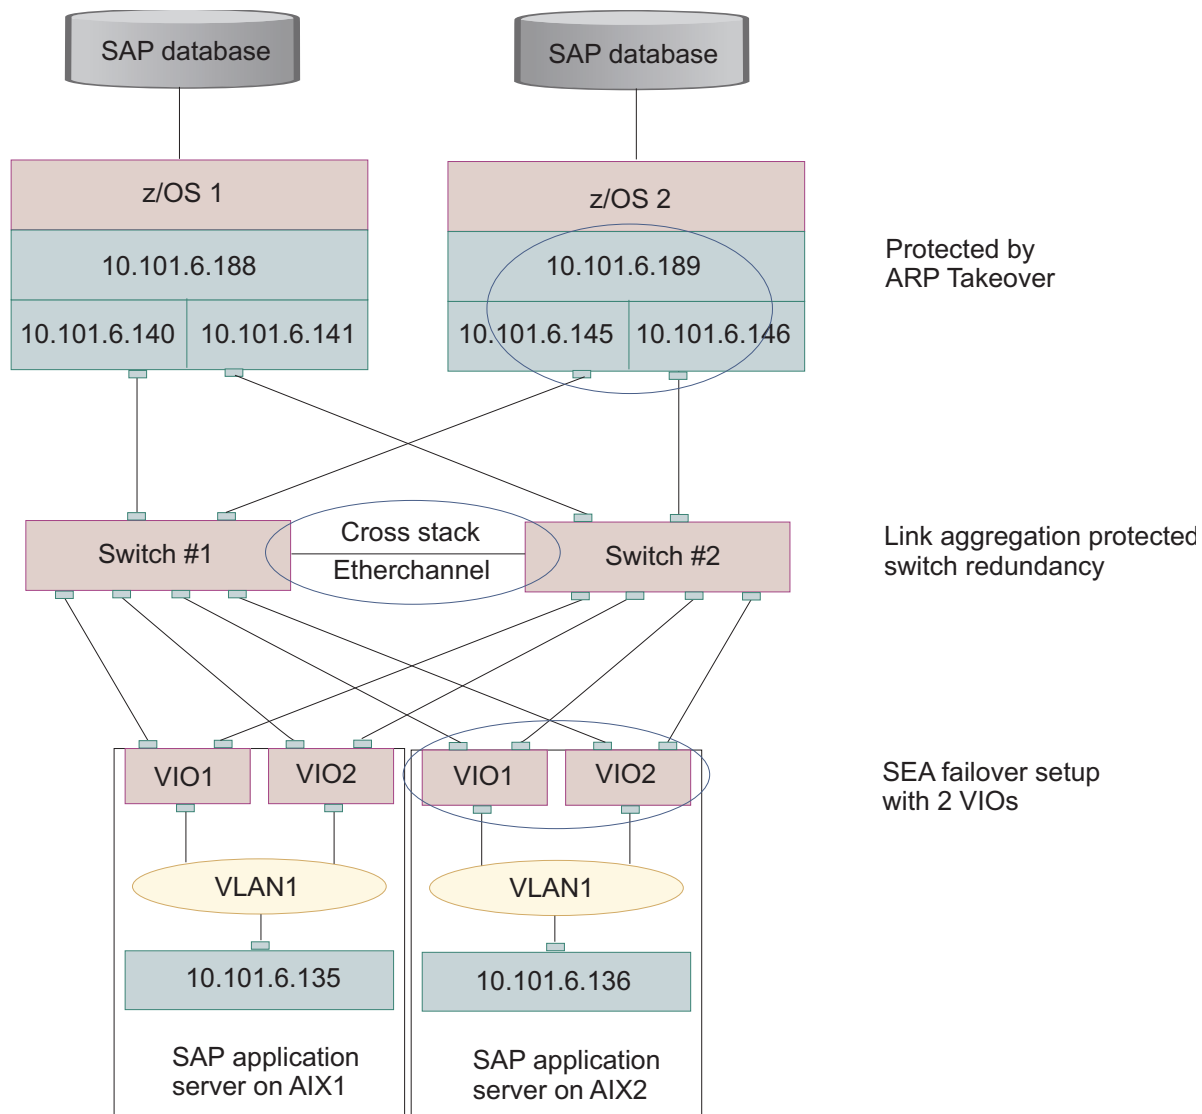 SAP database
SAP database
z/OS 1
z/OS 2
10.101.6.188
10.101.6.189
Protected by
ARP Takeover
10.101.6.140
10.101.6.141
10.101.6.145
10.101.6.146
Switch #1
Cross stack
Etherchannel
Switch #2
Link aggregation protected
switch redundancy
VIO1
VIO2
VIO1
VIO2
SEA failover setup
with 2 VIOs
VLAN1
VLAN1
10.101.6.135
10.101.6.136
SAP application
server on AIX1
SAP application
server on AIX2